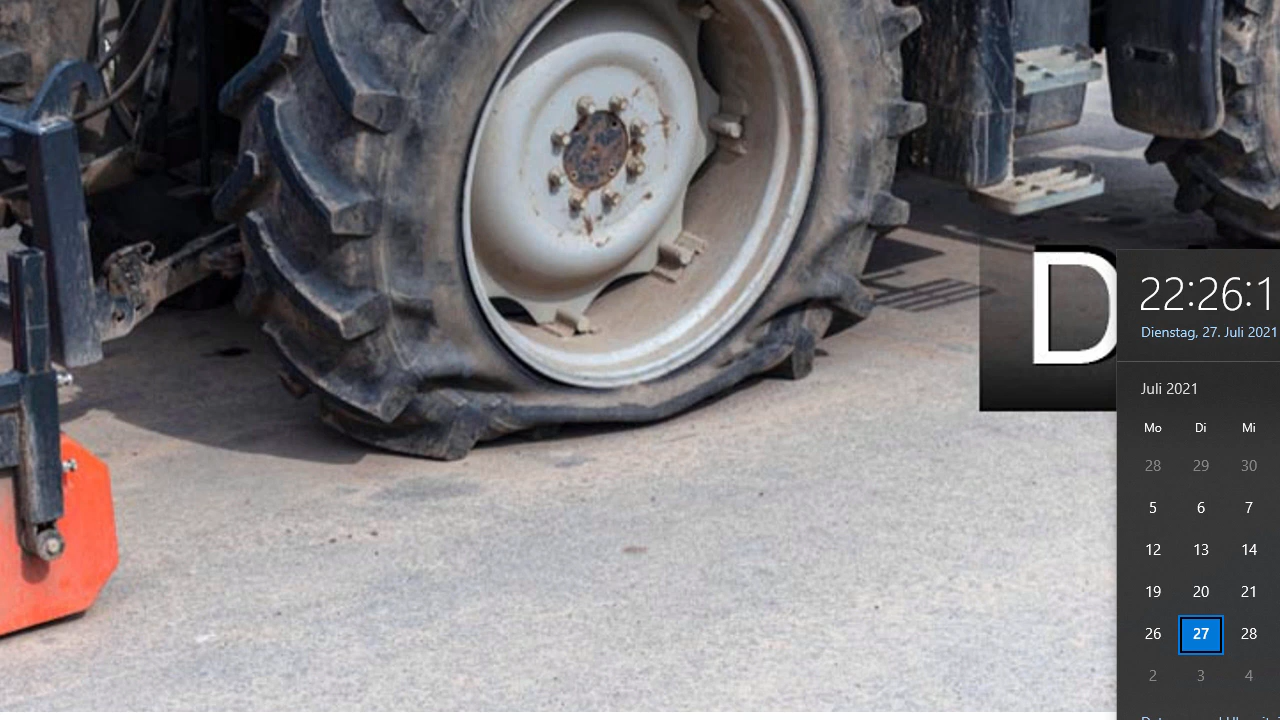 D
22:26:1
Dienstag, 27. Juli 2021
Juli 2021
Mo Di Mi
28 29 30
5 6 7
12 13 14
19 20 21
26 27 28
2 3 4